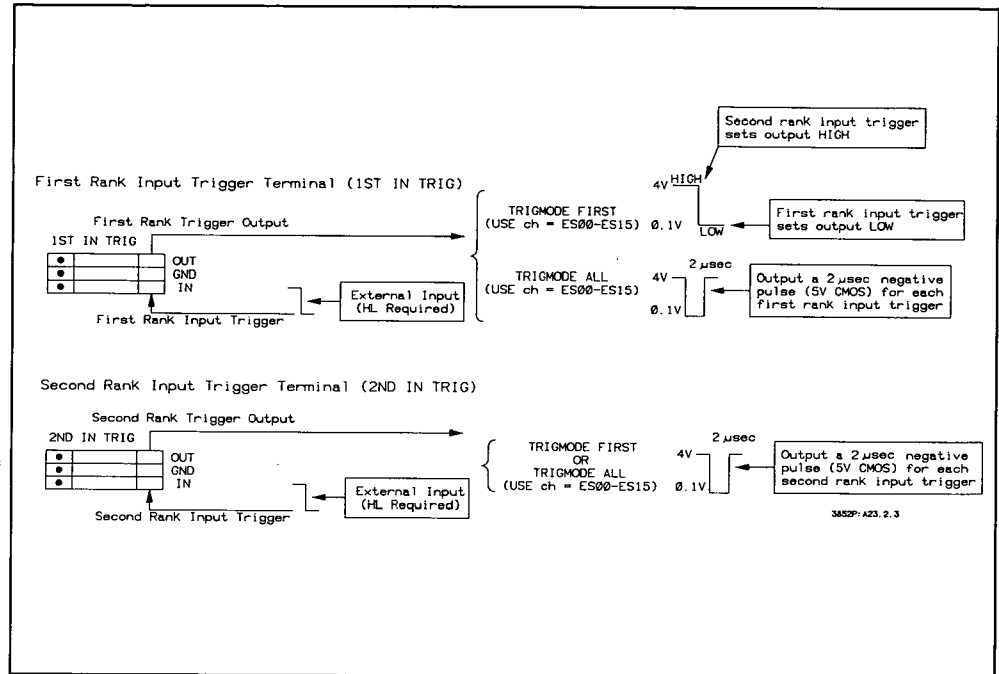 First Rank Input Trigger Terminal (1ST IN TRIG)
First Rank Trigger Output
1ST IN TRIG
OUT
GND
IN
First Rank Input Trigger
External Input
(HL Required)
TRIGMODE FIRST
(USE ch = ES00-ES15)
4V
HIGH
0.1V
LOW
Second rank input trigger
sets output HIGH
First rank input trigger
sets output LOW
TRIGMODE ALL
(USE ch = ES00-ES15)
2 µsec
4V
0.1V
Output a 2 µsec negative
pulse (5V CMOS) for each
first rank input trigger
Second Rank Input Trigger Terminal (2ND IN TRIG)
Second Rank Trigger Output
2ND IN TRIG
OUT
GND
IN
Second Rank Input Trigger
External Input
(HL Required)
TRIGMODE FIRST
OR
TRIGMODE ALL
(USE ch = ES00-ES15)
2 µsec
4V
0.1V
Output a 2 µsec negative
pulse (5V CMOS) for each
second rank input trigger
3852P:A23.2.3